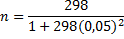 n = 298 / 1 + 298(0,05)²